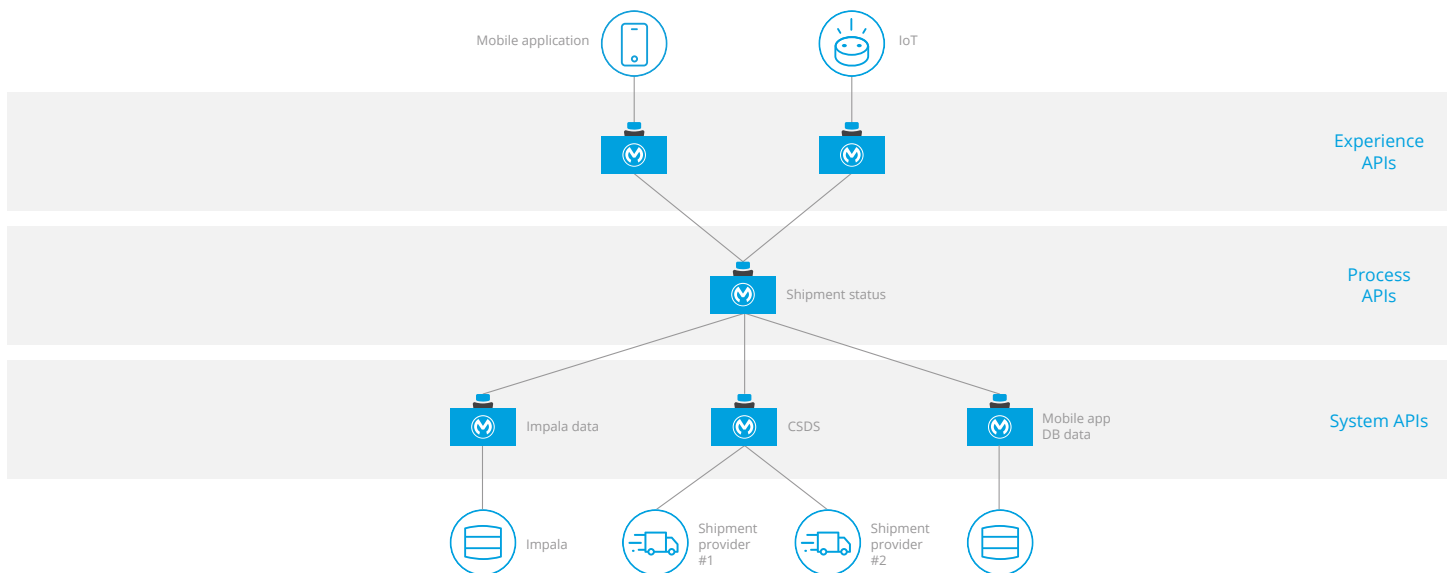 Mobile application
IoT
Experience
APIs
Process
APIs
Shipment status
Impala data
CSDS
Mobile app
DB data
System APIs
Impala
Shipment
provider
#1
Shipment
provider
#2